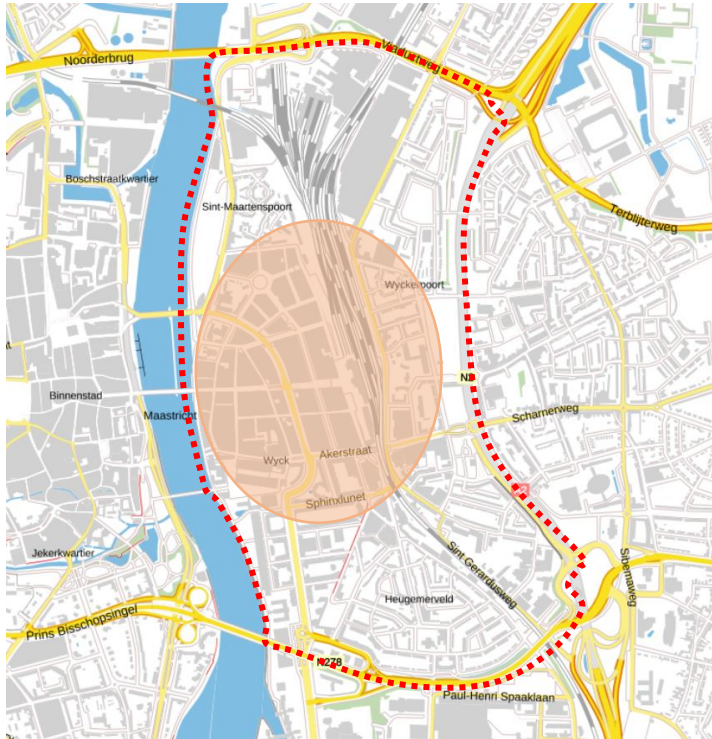 Noorderbrug
Viaductweg
Boschstraatkwartier
Sint-Maartenspoort
Terblijterweg
Wyckerpoort
N2
Binnenstad
Maastricht
Scharnerweg
Wyck
Akerstraat
Sphinxlunet
Jekerkwartier
Sint Gerardusweg
Sibemaweg
Heugemerveld
Prins Bisschopsingel
N278
Paul-Henri Spaaklaan